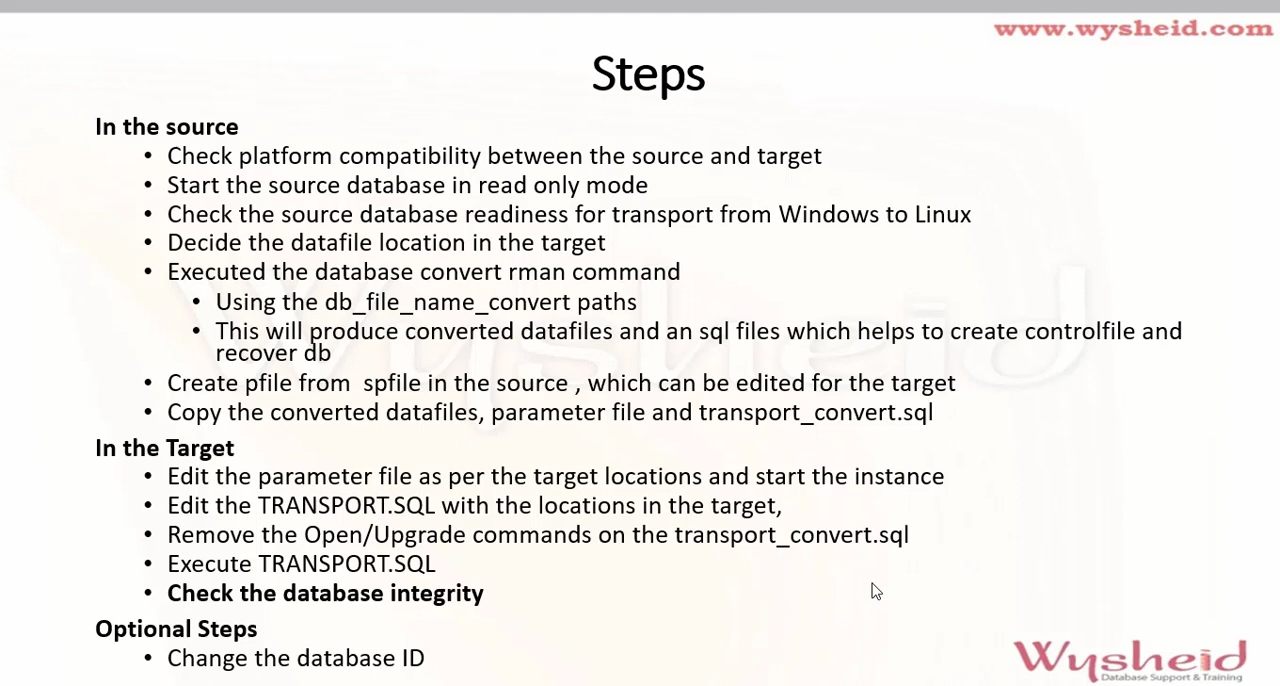 www.wysheid.com
Steps
In the source
• Check platform compatibility between the source and target
• Start the source database in read only mode
• Check the source database readiness for transport from Windows to Linux
• Decide the datafile location in the target
• Executed the database convert rman command
• Using the db_file_name_convert paths
• This will produce converted datafiles and an sql files which helps to create controlfile and
recover db
• Create pfile from  spfile in the source , which can be edited for the target
• Copy the converted datafiles, parameter file and transport_convert.sql
In the Target
• Edit the parameter file as per the target locations and start the instance
• Edit the TRANSPORT.SQL with the locations in the target,
• Remove the Open/Upgrade commands on the transport_convert.sql
• Execute TRANSPORT.SQL
• Check the database integrity
Optional Steps
• Change the database ID
Wysheid
Database Support & Training
Wysheid